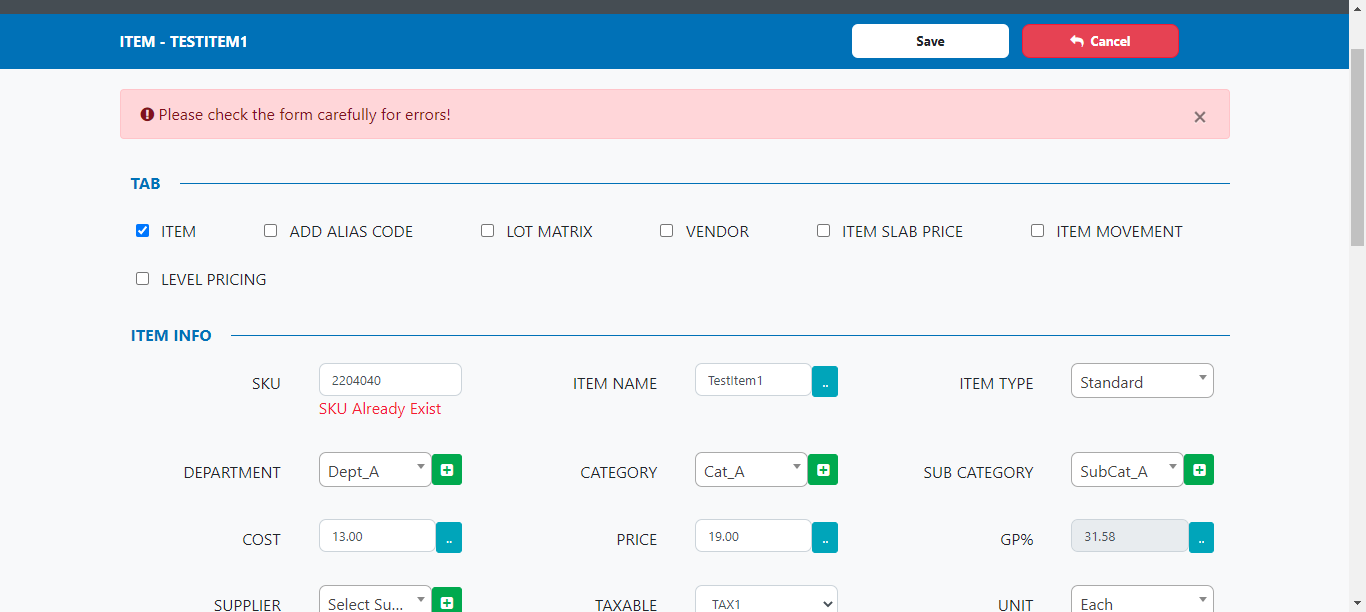 ITEM - TESTITEM1 Save Cancel
Please check the form carefully for errors! ×
TAB
ITEM ADD ALIAS CODE LOT MATRIX VENDOR ITEM SLAB PRICE ITEM MOVEMENT
LEVEL PRICING
ITEM INFO
SKU 2204040 ITEM NAME TestItem1 .. ITEM TYPE Standard
SKU Already Exist
DEPARTMENT Dept_A CATEGORY Cat_A SUB CATEGORY SubCat_A
COST 13.00 .. PRICE 19.00 .. GP% 31.58 ..
SUPPLIER Select Su... TAXABLE TAX1 UNIT Each